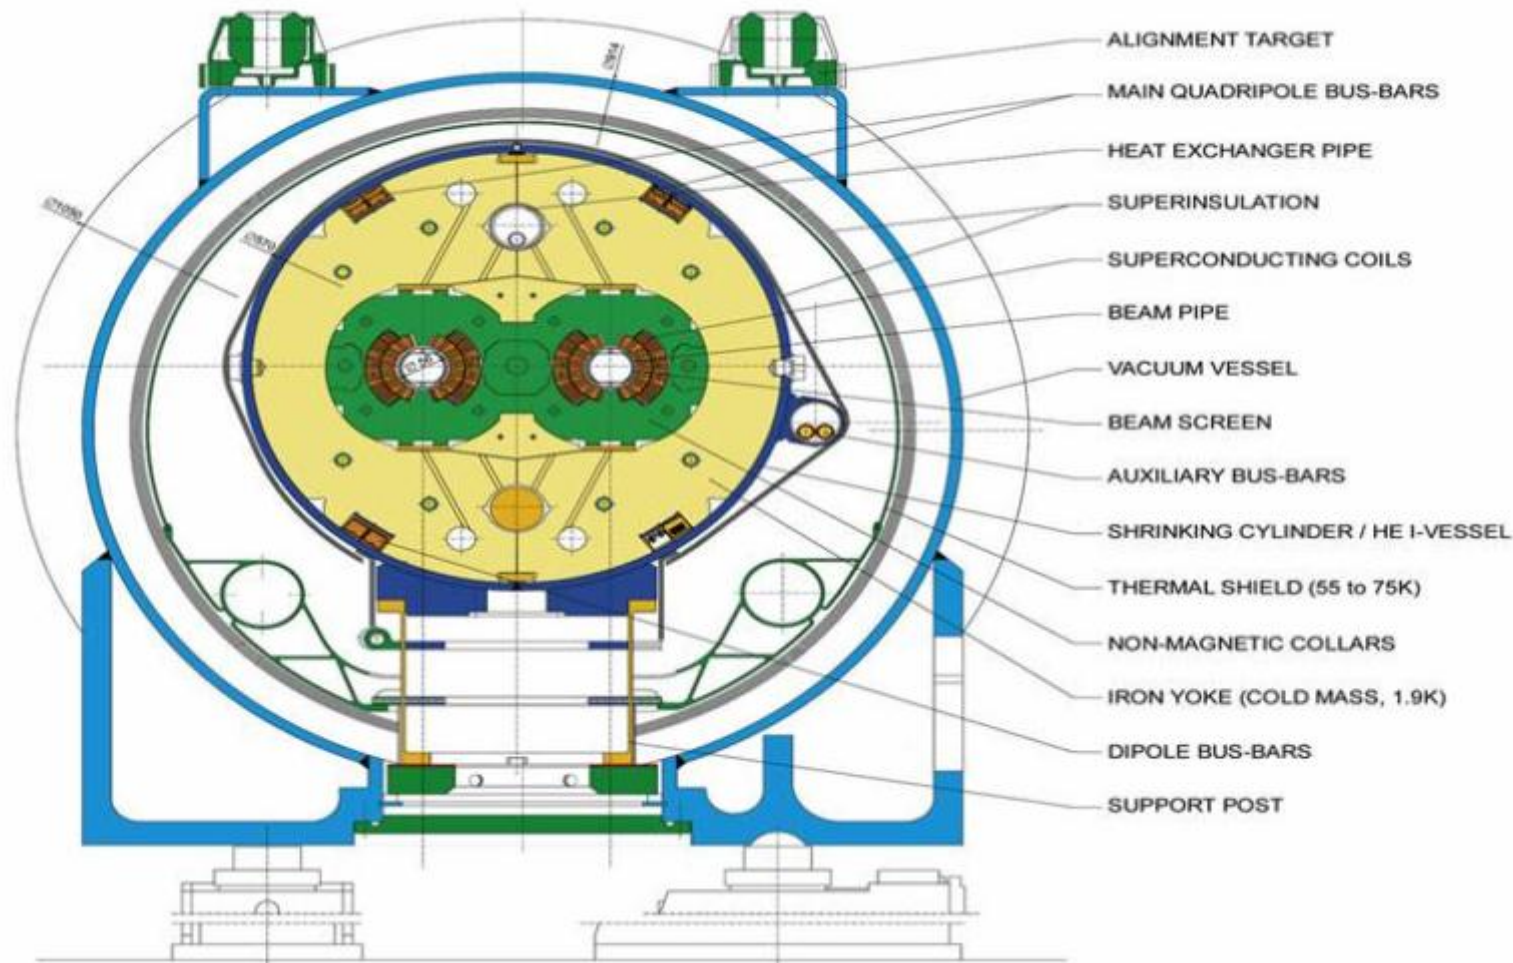 ALIGNMENT TARGET
MAIN QUADRIPOLE BUS-BARS
HEAT EXCHANGER PIPE
SUPERINSULATION
SUPERCONDUCTING COILS
BEAM PIPE
VACUUM VESSEL
BEAM SCREEN
AUXILIARY BUS-BARS
SHRINKING CYLINDER / HE I-VESSEL
THERMAL SHIELD (55 to 75K)
NON-MAGNETIC COLLARS
IRON YOKE (COLD MASS, 1.9K)
DIPOLE BUS-BARS
SUPPORT POST
∅1050
∅570